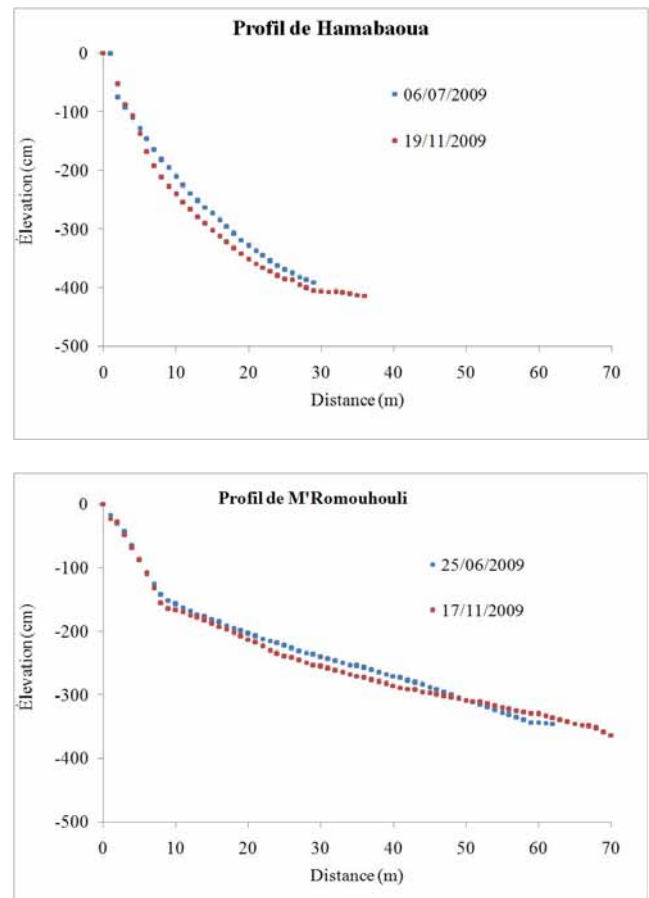 Profil de Hamabaoua
0
-100
-200
-300
-400
-500
Élevation (cm)
06/07/2009
19/11/2009
0 10 20 30 40 50 60 70
Distance (m)
Profil de M'Romouhouli
0
-100
-200
-300
-400
-500
Élevation (cm)
25/06/2009
17/11/2009
0 10 20 30 40 50 60 70
Distance (m)